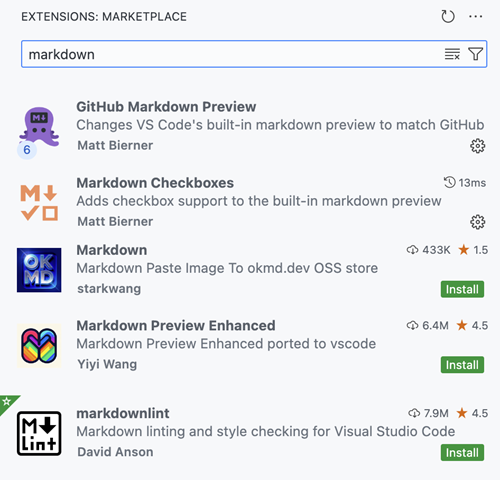 EXTENSIONS: MARKETPLACE
markdown
GitHub Markdown Preview
Changes VS Code's built-in markdown preview to match GitHub
6
Matt Bierner
Markdown Checkboxes 13ms
M
Adds checkbox support to the built-in markdown preview
Matt Bierner
Markdown 433K 1.5
OK
MD
Markdown Paste Image To okmd.dev OSS store
starkwang Install
Markdown Preview Enhanced 6.4M 4.5
Markdown Preview Enhanced ported to vscode
Yiyi Wang Install
markdownlint 7.9M 4.5
M
Lint
Markdown linting and style checking for Visual Studio Code
David Anson Install